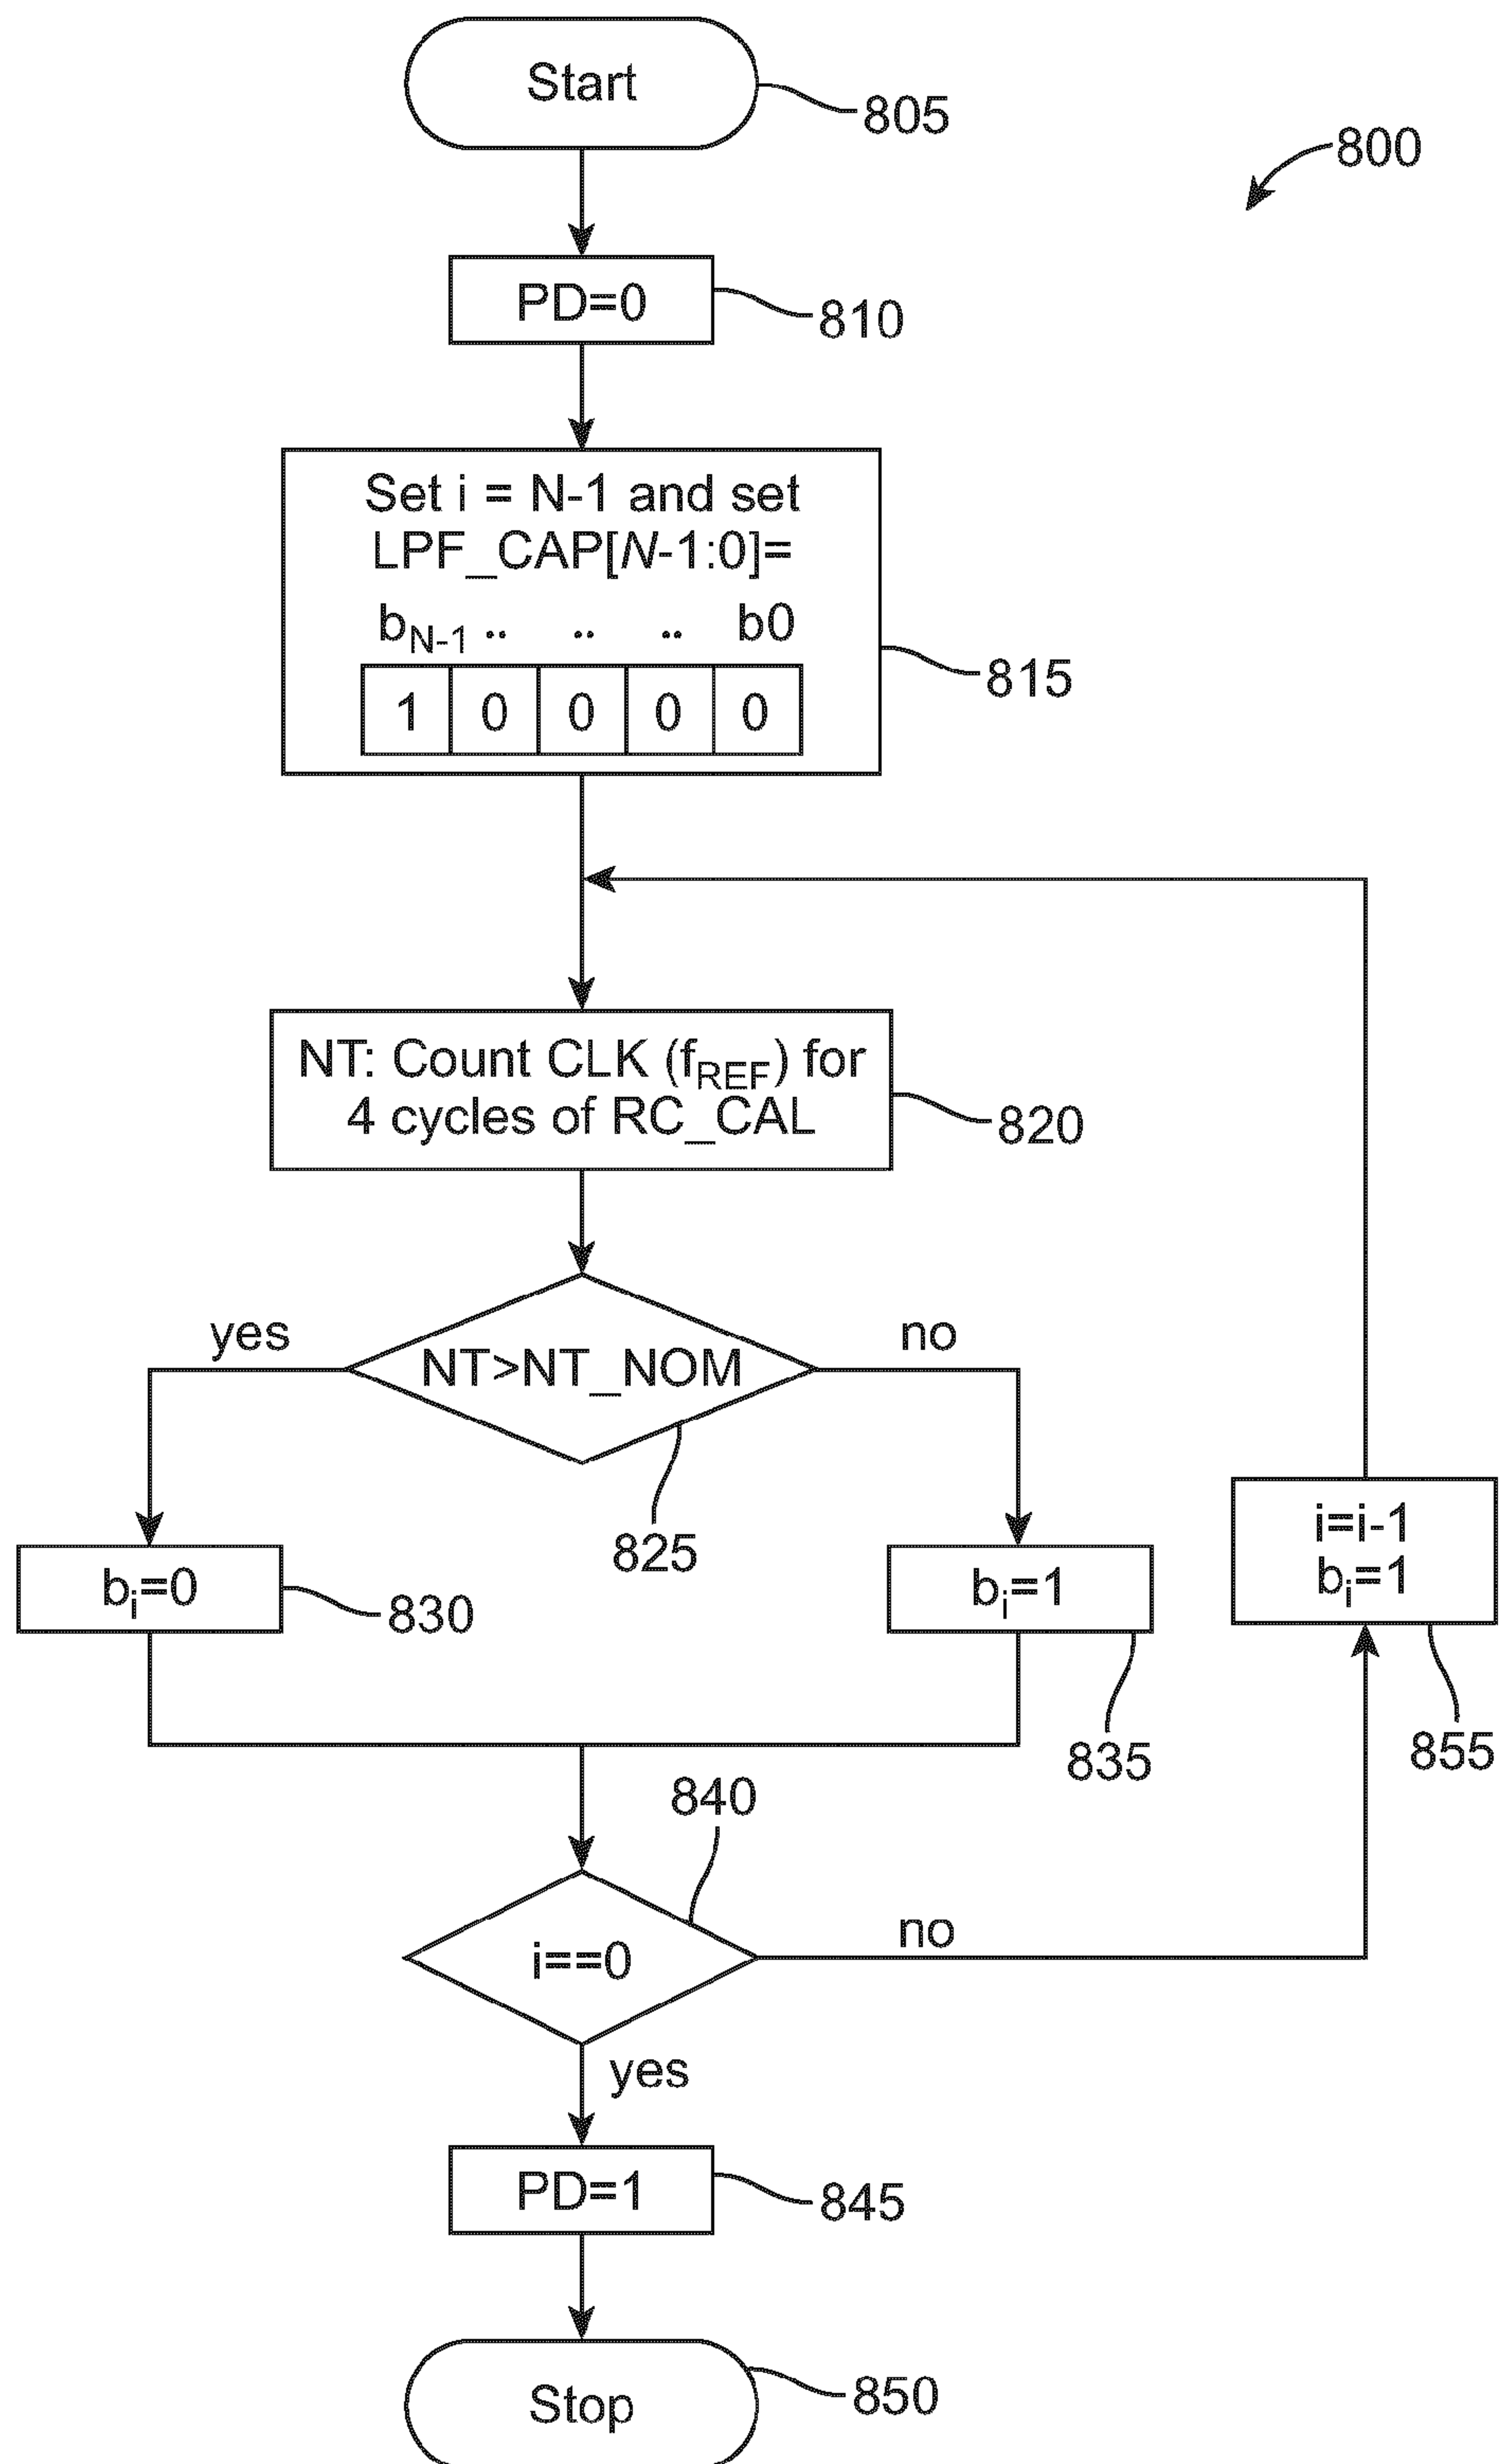 Start
805
800
PD=0
810
Set i = N-1 and set
LPF_CAP[N-1:0]=
bN-1 .. .. .. b0
1 0 0 0 0
815
NT: Count CLK (fREF) for
4 cycles of RC_CAL
820
yes
no
NT>NT_NOM
825
i=i-1
bi=1
bi=0
830
bi=1
835
855
840
i==0
no
yes
PD=1
845
Stop
850